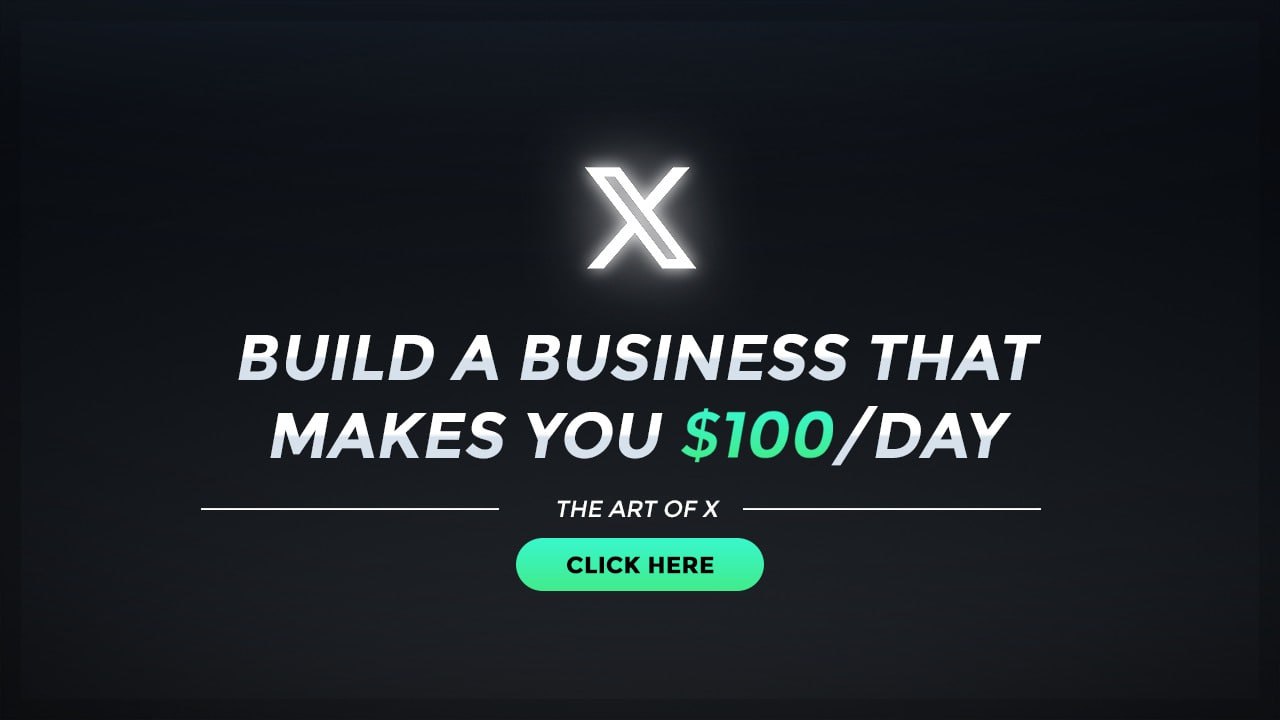 X
BUILD A BUSINESS THAT
MAKES YOU $100/DAY
THE ART OF X
CLICK HERE